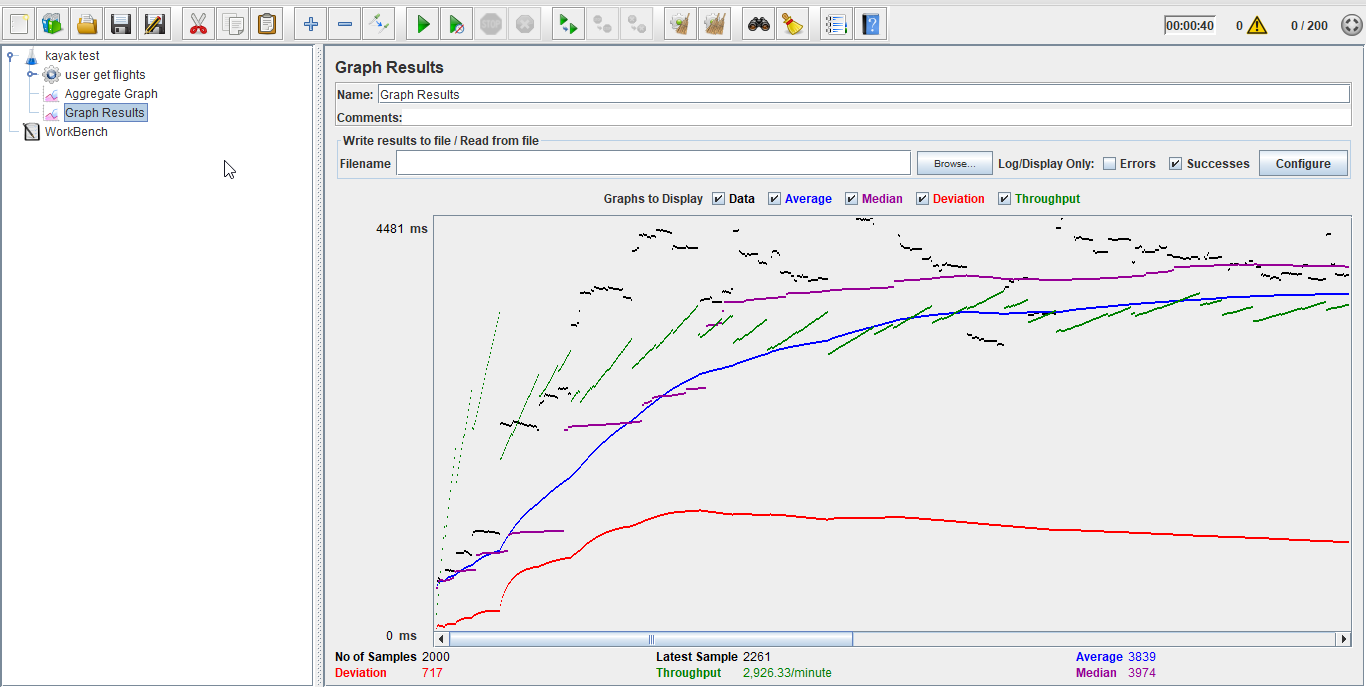 00:00:40 0 0 / 200
kayak test
user get flights
Aggregate Graph
Graph Results
WorkBench
Graph Results
Name: Graph Results
Comments:
Write results to file / Read from file
Filename Browse... Log/Display Only: Errors Successes Configure
Graphs to Display Data Average Median Deviation Throughput
4481 ms
0 ms
No of Samples 2000 Latest Sample 2261 Average 3839
Deviation 717 Throughput 2,926.33/minute Median 3974